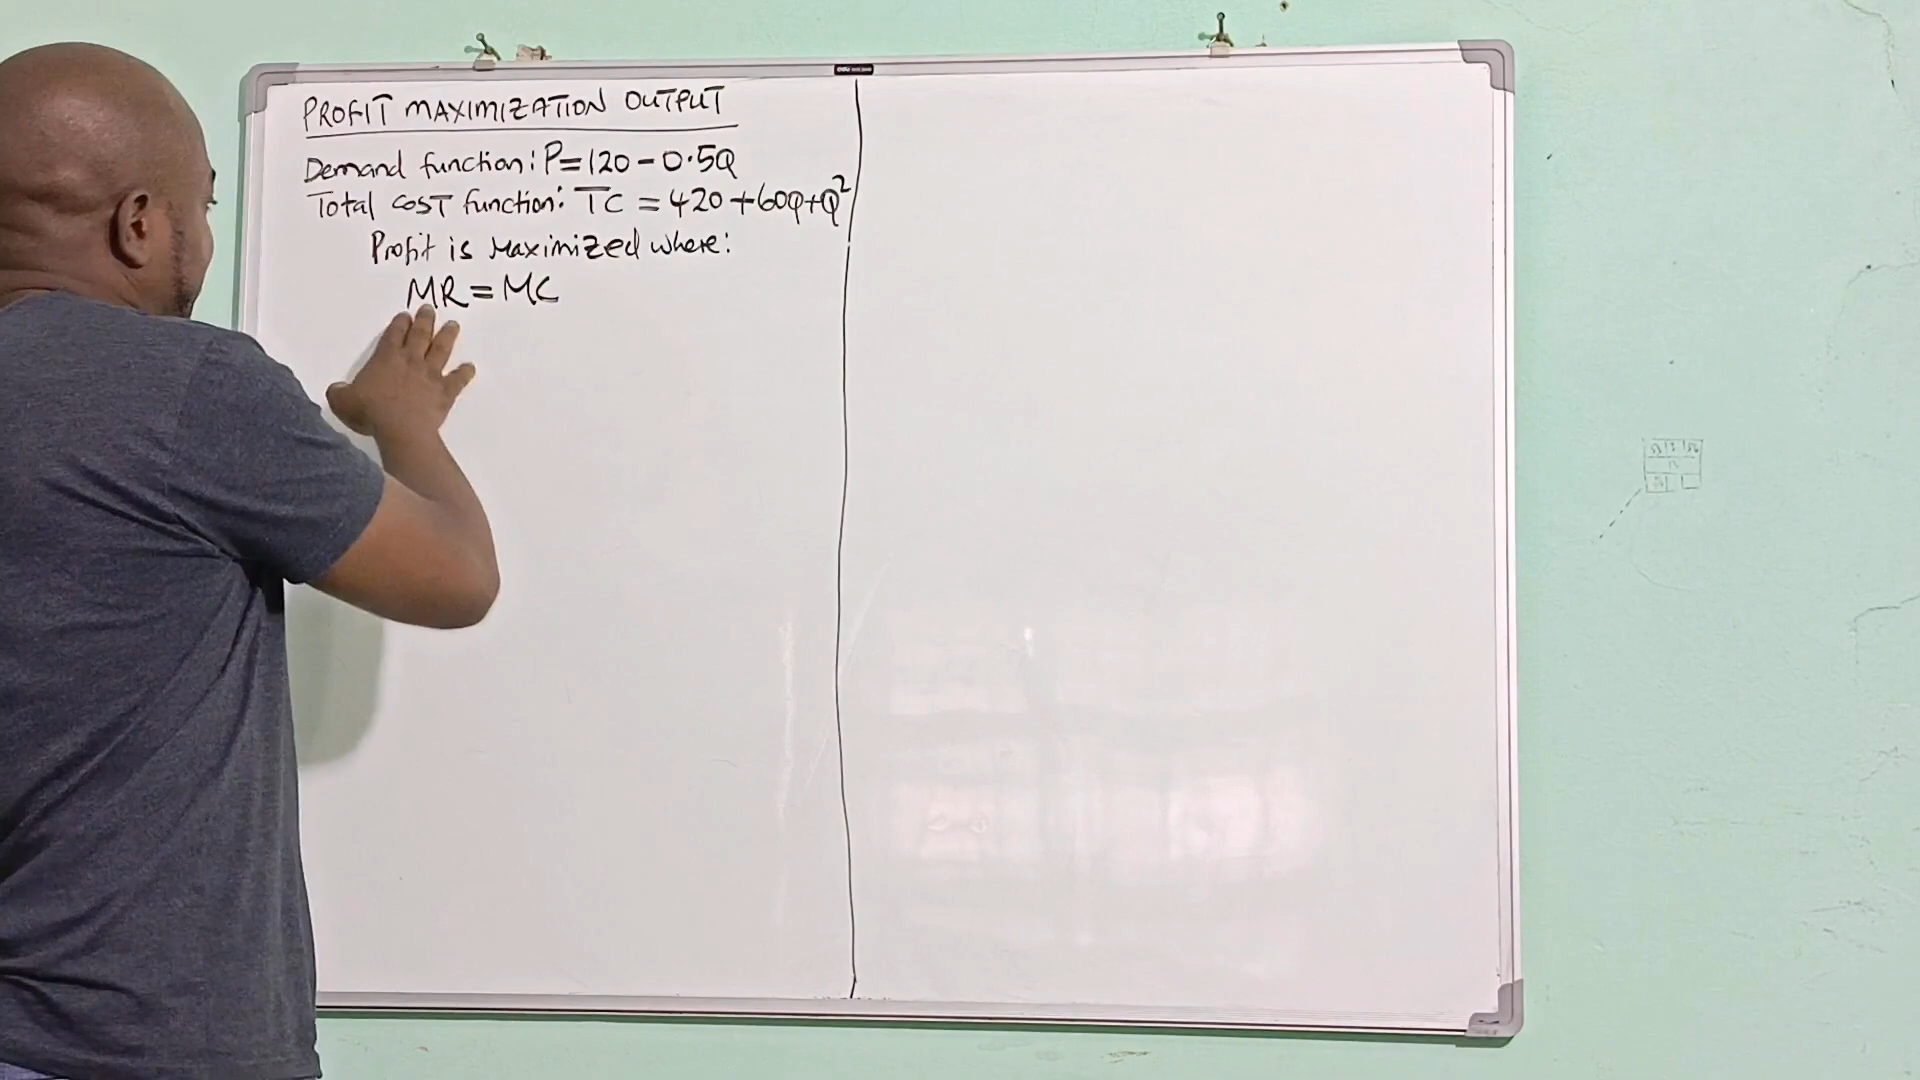 PROFIT MAXIMIZATION OUTPUT
Demand function: P=120-0.5Q
Total COST function: TC = 420+60Q+Q²
Profit is Maximized where:
MR=MC